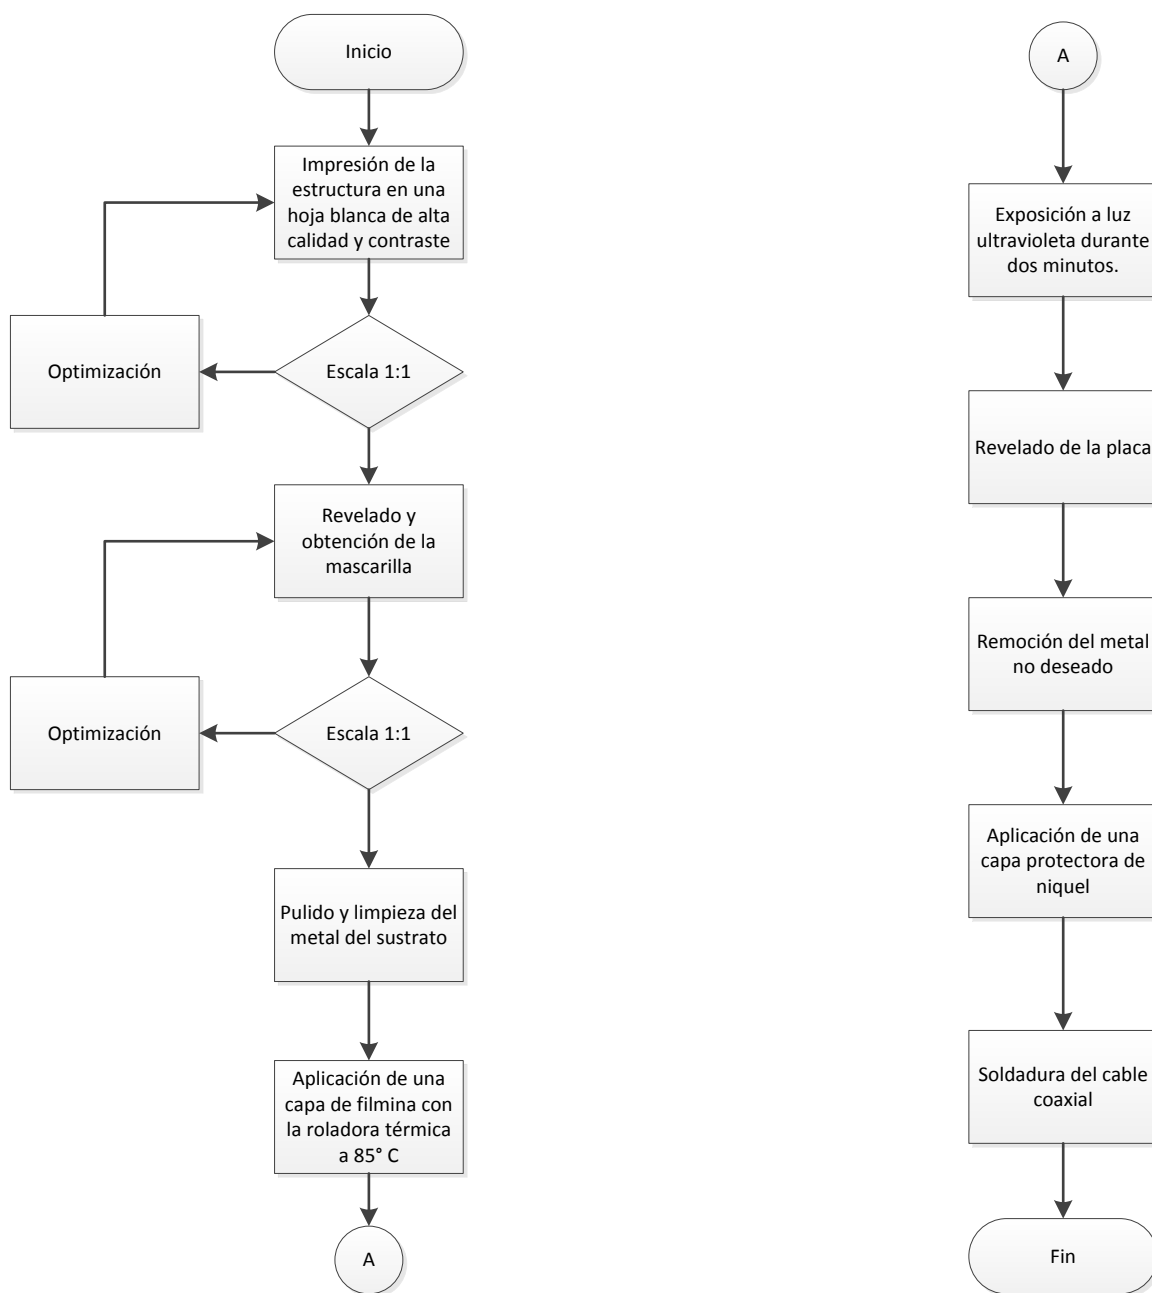 Inicio
Impresión de la
estructura en una
hoja blanca de alta
calidad y contraste
Optimización
Escala 1:1
Revelado y
obtención de la
mascarilla
Optimización
Escala 1:1
Pulido y limpieza del
metal del sustrato
Aplicación de una
capa de filmina con
la roladora térmica
a 85° C
A
A
Exposición a luz
ultravioleta durante
dos minutos.
Revelado de la placa
Remoción del metal
no deseado
Aplicación de una
capa protectora de
niquel
Soldadura del cable
coaxial
Fin